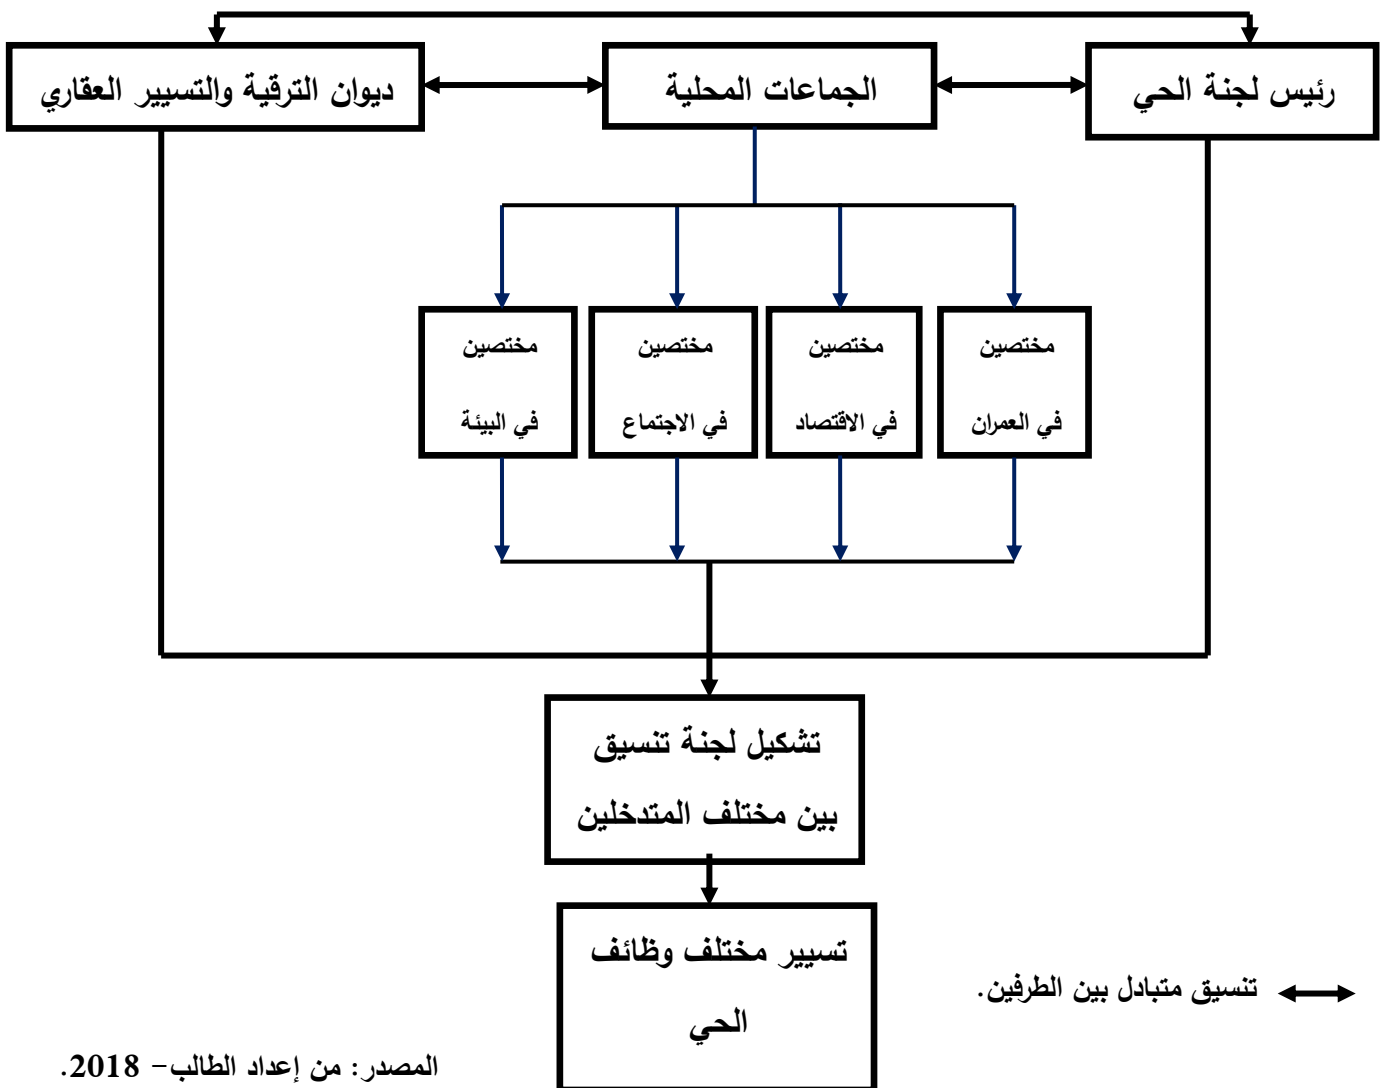 رئيس لجنة الحي
الجماعات المحلية
ديوان الترقية والتسيير العقاري
مختصين
في العمران
مختصين
في الاقتصاد
مختصين
في الاجتماع
مختصين
في البيئة
تشكيل لجنة تنسيق
بين مختلف المتدخلين
تسيير مختلف وظائف
الحي
تنسيق متبادل بين الطرفين.
المصدر: من إعداد الطالب- 2018.